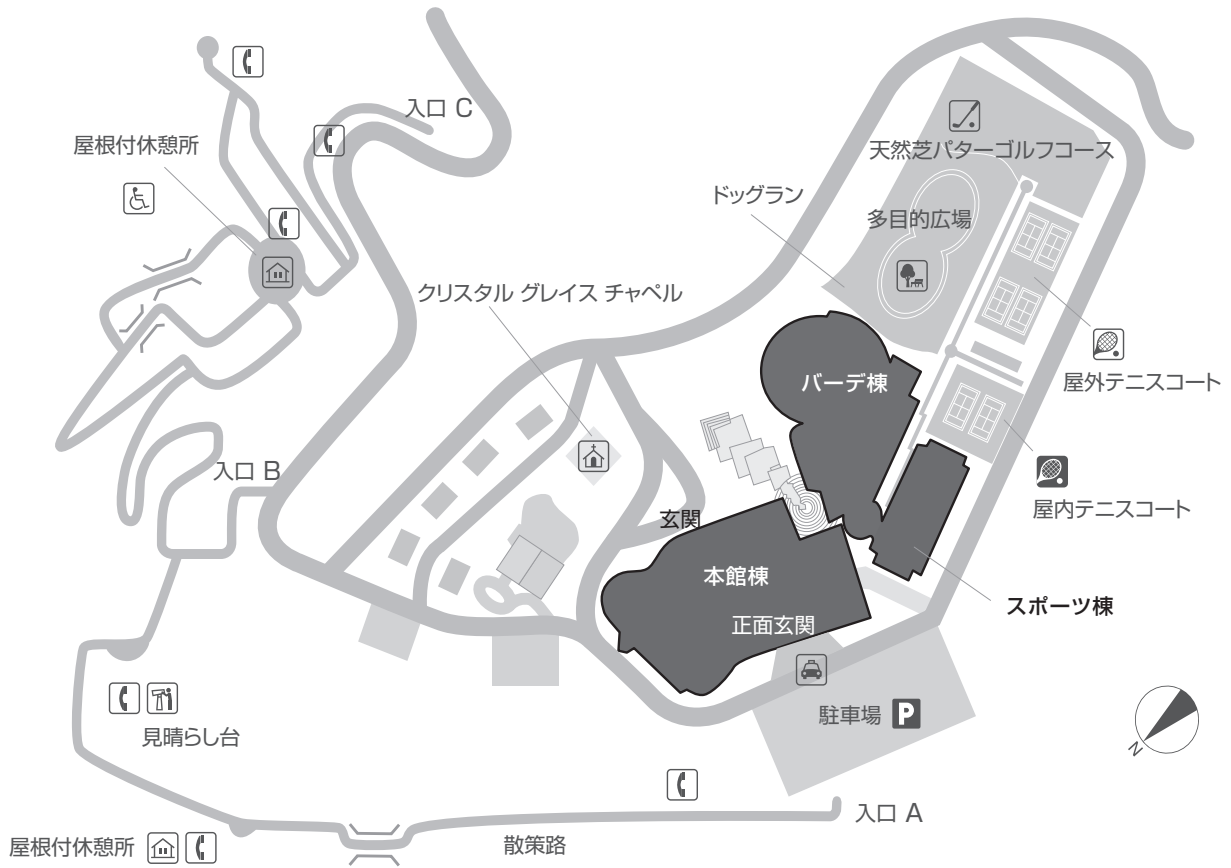 入口 C
屋根付休憩所
天然芝パターゴルフコース
ドッグラン
多目的広場
クリスタル グレイス チャペル
バーデ棟
屋外テニスコート
入口 B
屋内テニスコート
玄関
本館棟
スポーツ棟
正面玄関
駐車場 P
見晴らし台
N
入口 A
散策路
屋根付休憩所